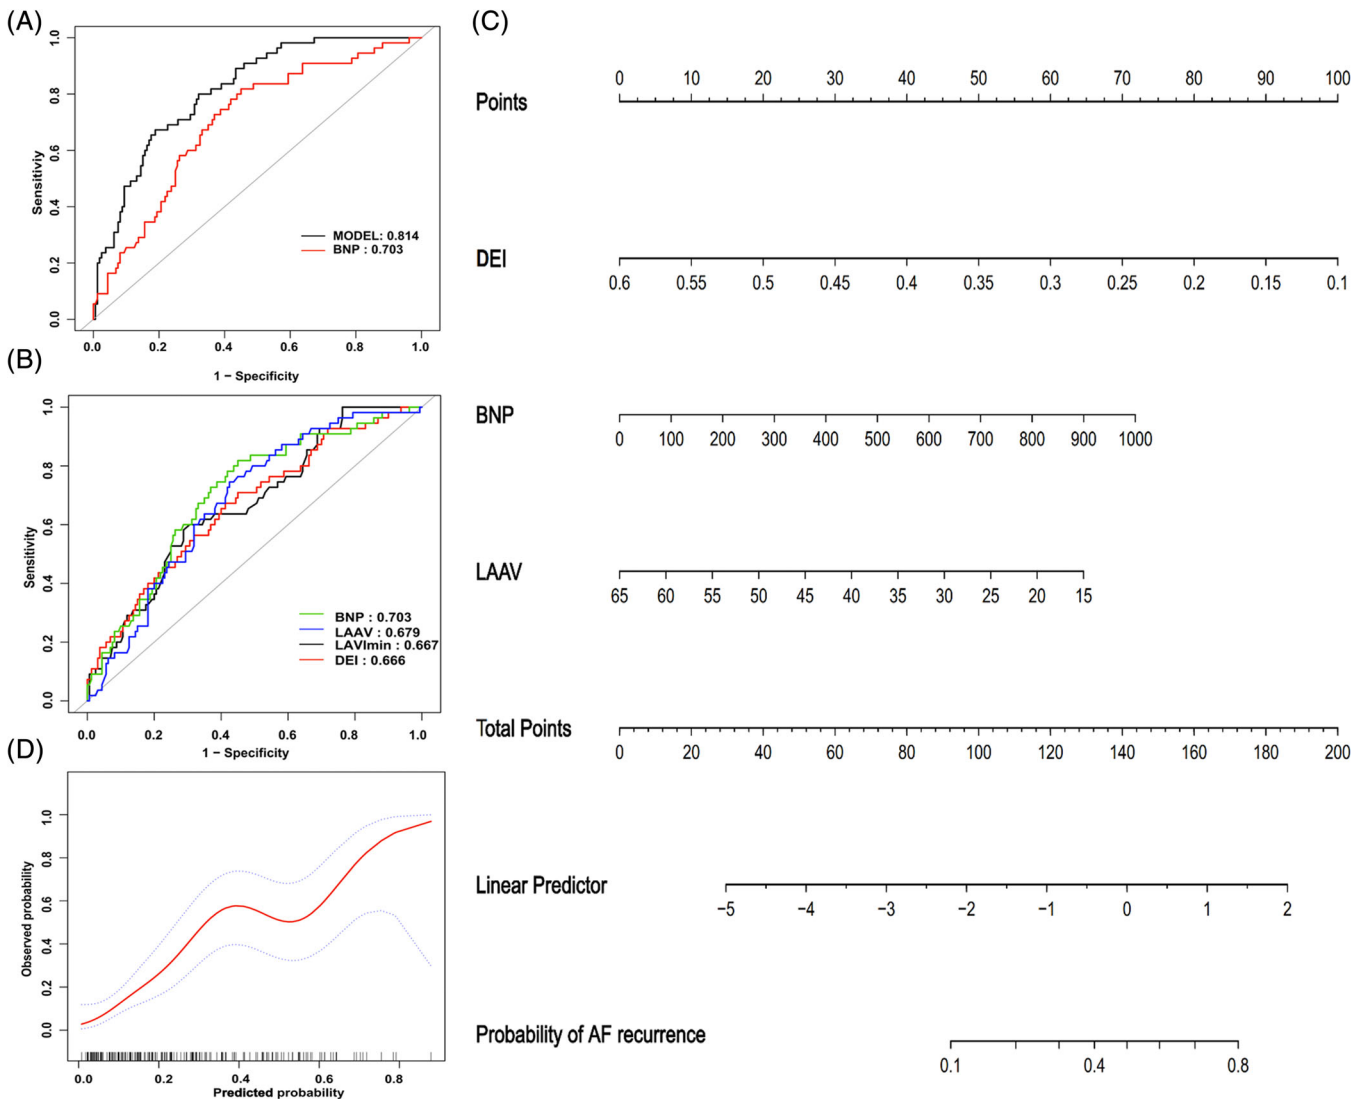 (A)
1.0
0.8
0.6
0.4
0.2
0.0
Sensitiviy
MODEL: 0.814
BNP : 0.703
0.0 0.2 0.4 0.6 0.8 1.0
1 − Specificity
(B)
1.0
0.8
0.6
0.4
0.2
0.0
Sensitivity
BNP : 0.703
LAAV : 0.679
LAVImin : 0.667
DEI : 0.666
0.0 0.2 0.4 0.6 0.8 1.0
1 − Specificity
(D)
1.0
0.8
0.6
0.4
0.2
0.0
Observed probability
0.0 0.2 0.4 0.6 0.8
Predicted probability
(C)
0 10 20 30 40 50 60 70 80 90 100
Points
DEI
0.6 0.55 0.5 0.45 0.4 0.35 0.3 0.25 0.2 0.15 0.1
BNP
0 100 200 300 400 500 600 700 800 900 1000
LAAV
65 60 55 50 45 40 35 30 25 20 15
Total Points
0 20 40 60 80 100 120 140 160 180 200
Linear Predictor
−5 −4 −3 −2 −1 0 1 2
Probability of AF recurrence
0.1 0.4 0.8